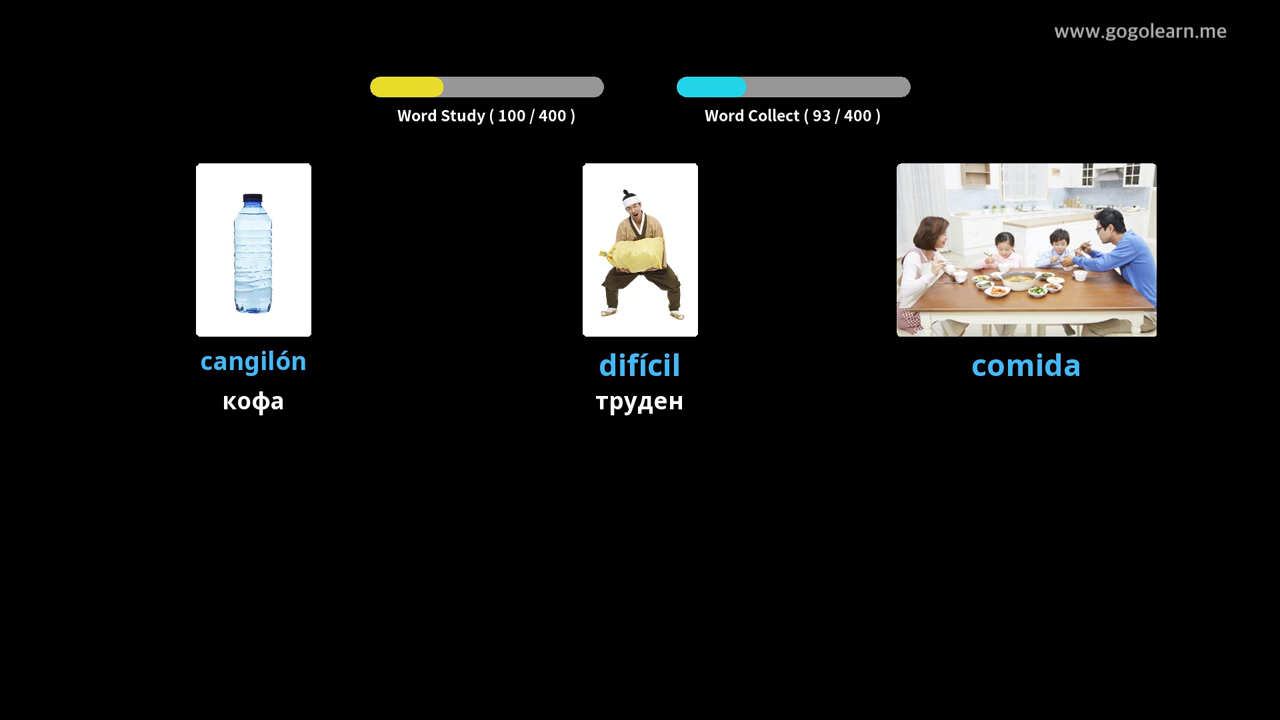 www.gogolearn.me
Word Study ( 100 / 400 )
Word Collect ( 93 / 400 )
cangilón
кофа
difícil
труден
comida